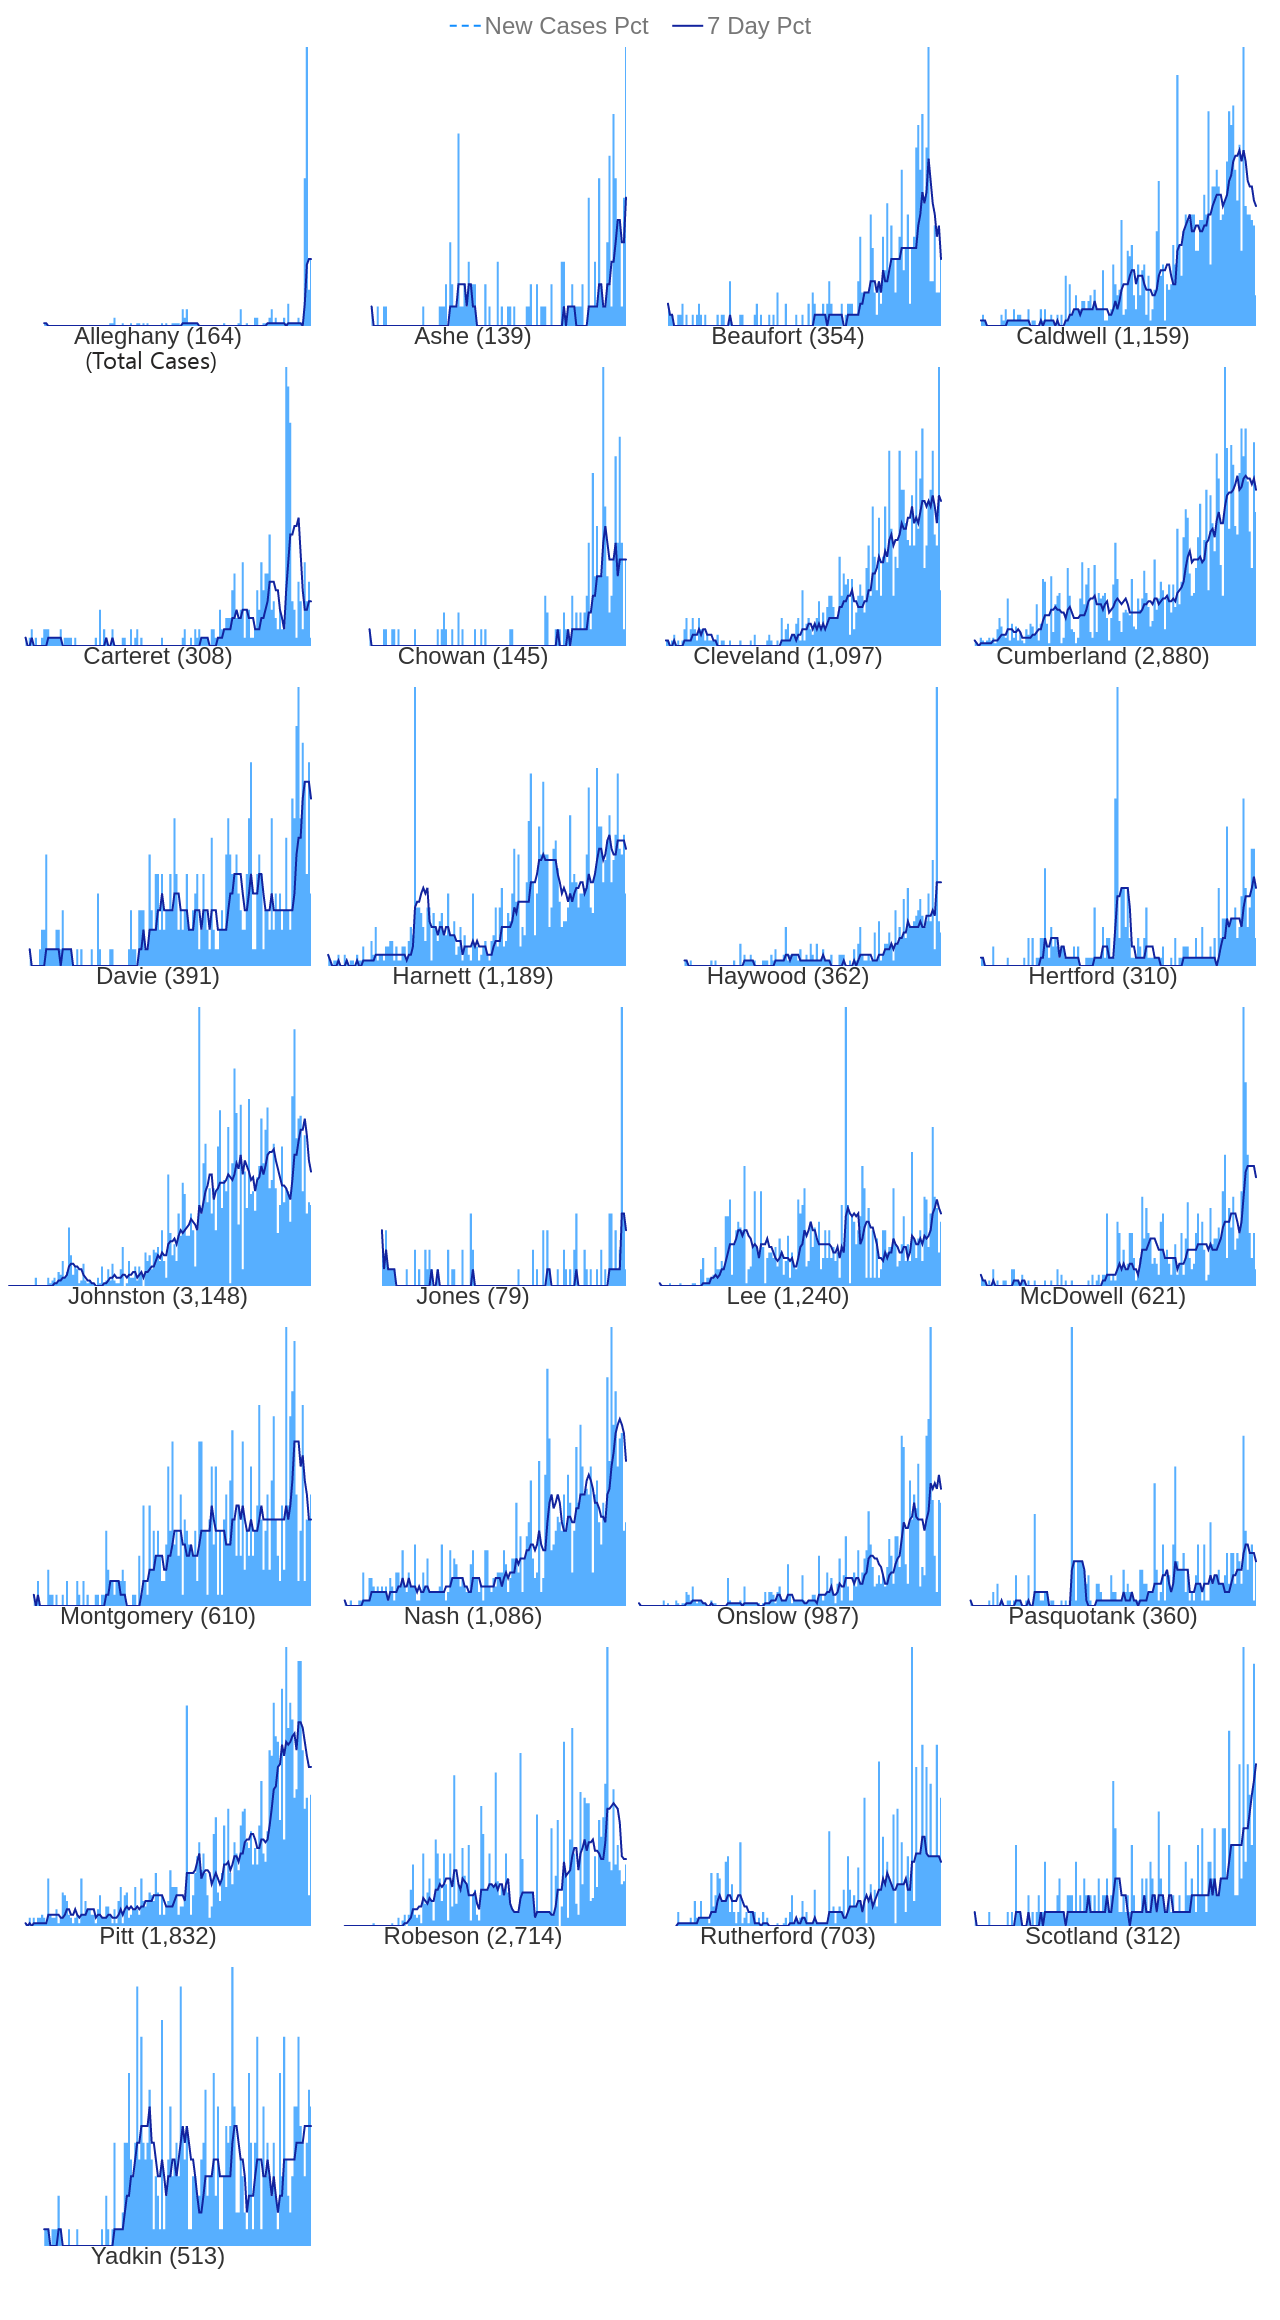 New Cases Pct 7 Day Pct
Alleghany (164) Ashe (139) Beaufort (354) Caldwell (1,159)
(Total Cases)
Carteret (308) Chowan (145) Cleveland (1,097) Cumberland (2,880)
Davie (391) Harnett (1,189) Haywood (362) Hertford (310)
Johnston (3,148) Jones (79) Lee (1,240) McDowell (621)
Montgomery (610) Nash (1,086) Onslow (987) Pasquotank (360)
Pitt (1,832) Robeson (2,714) Rutherford (703) Scotland (312)
Yadkin (513)